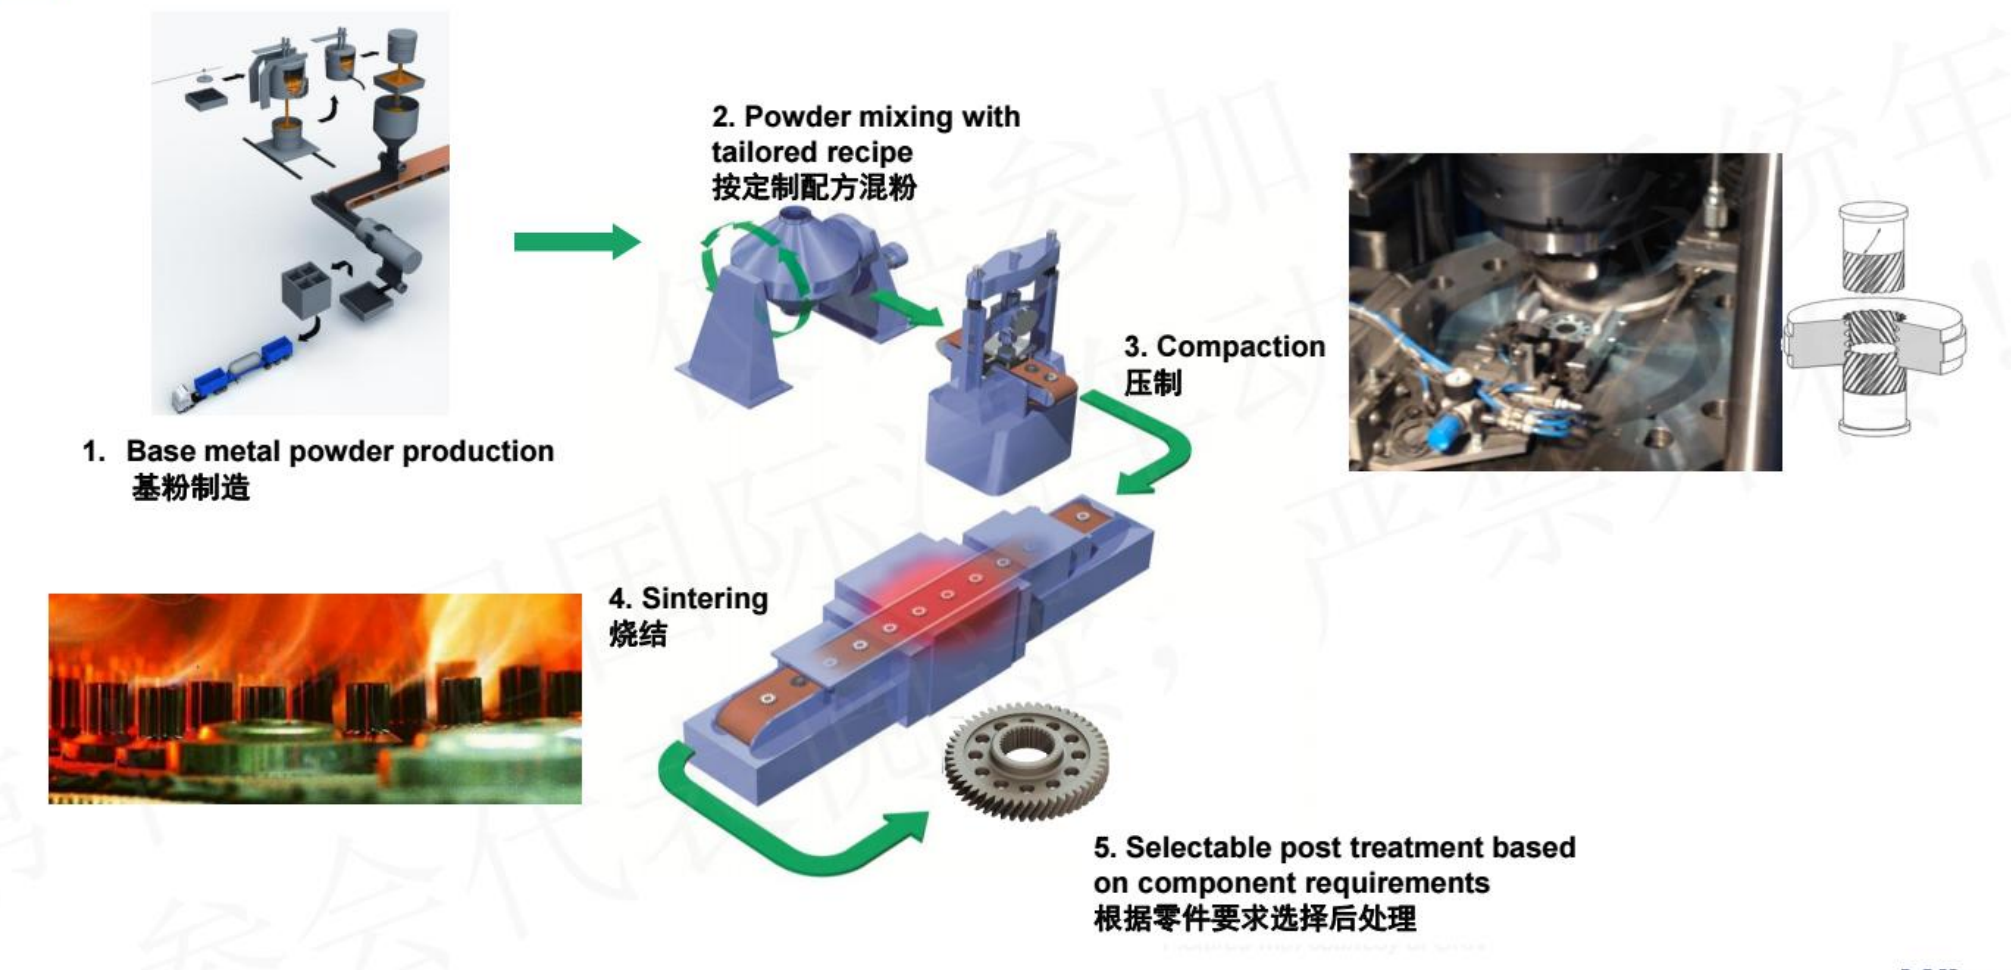 2. Powder mixing with
tailored recipe
按定制配方混粉
3. Compaction
压制
1. Base metal powder production
基粉制造
4. Sintering
烧结
5. Selectable post treatment based
on component requirements
根据零件要求选择后处理